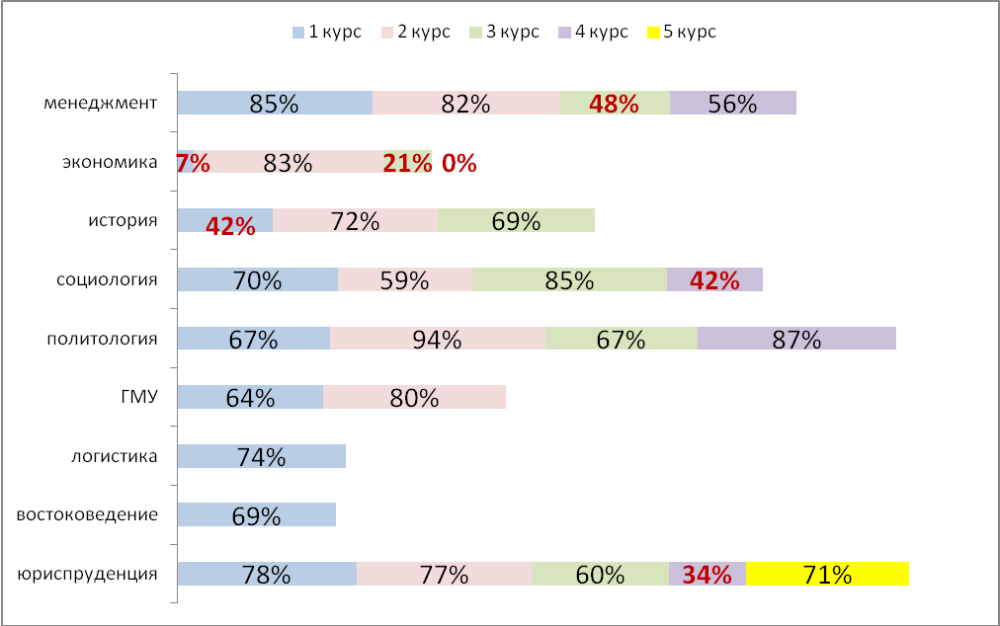 1 курс 2 курс 3 курс 4 курс 5 курс
менеджмент 85% 82% 48% 56%
экономика 7% 83% 21% 0%
история 42% 72% 69%
социология 70% 59% 85% 42%
политология 67% 94% 67% 87%
ГМУ 64% 80%
логистика 74%
востоковедение 69%
юриспруденция 78% 77% 60% 34% 71%